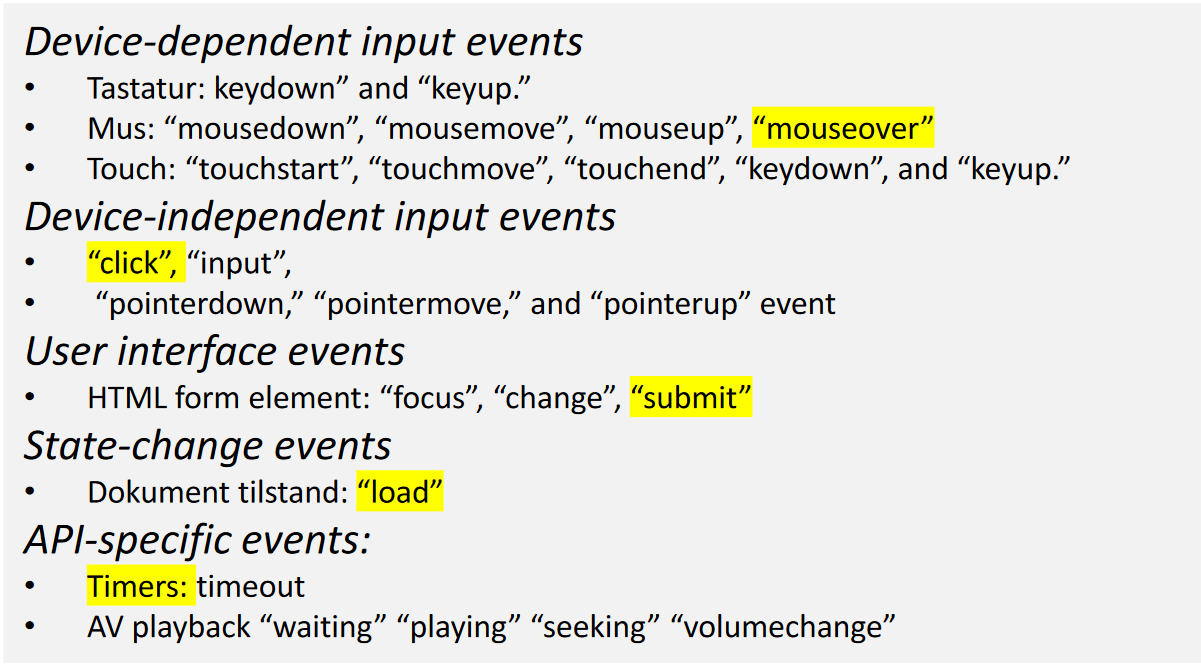 Device-dependent input events
• Tastatur: keydown” and “keyup.”
• Mus: “mousedown”, “mousemove”, “mouseup”, “mouseover”
• Touch: “touchstart”, “touchmove”, “touchend”, “keydown”, and “keyup.”
Device-independent input events
• “click”, “input”,
• “pointerdown,” “pointermove,” and “pointerup” event
User interface events
• HTML form element: “focus”, “change”, “submit”
State-change events
• Dokument tilstand: “load”
API-specific events:
• Timers: timeout
• AV playback “waiting” “playing” “seeking” “volumechange”